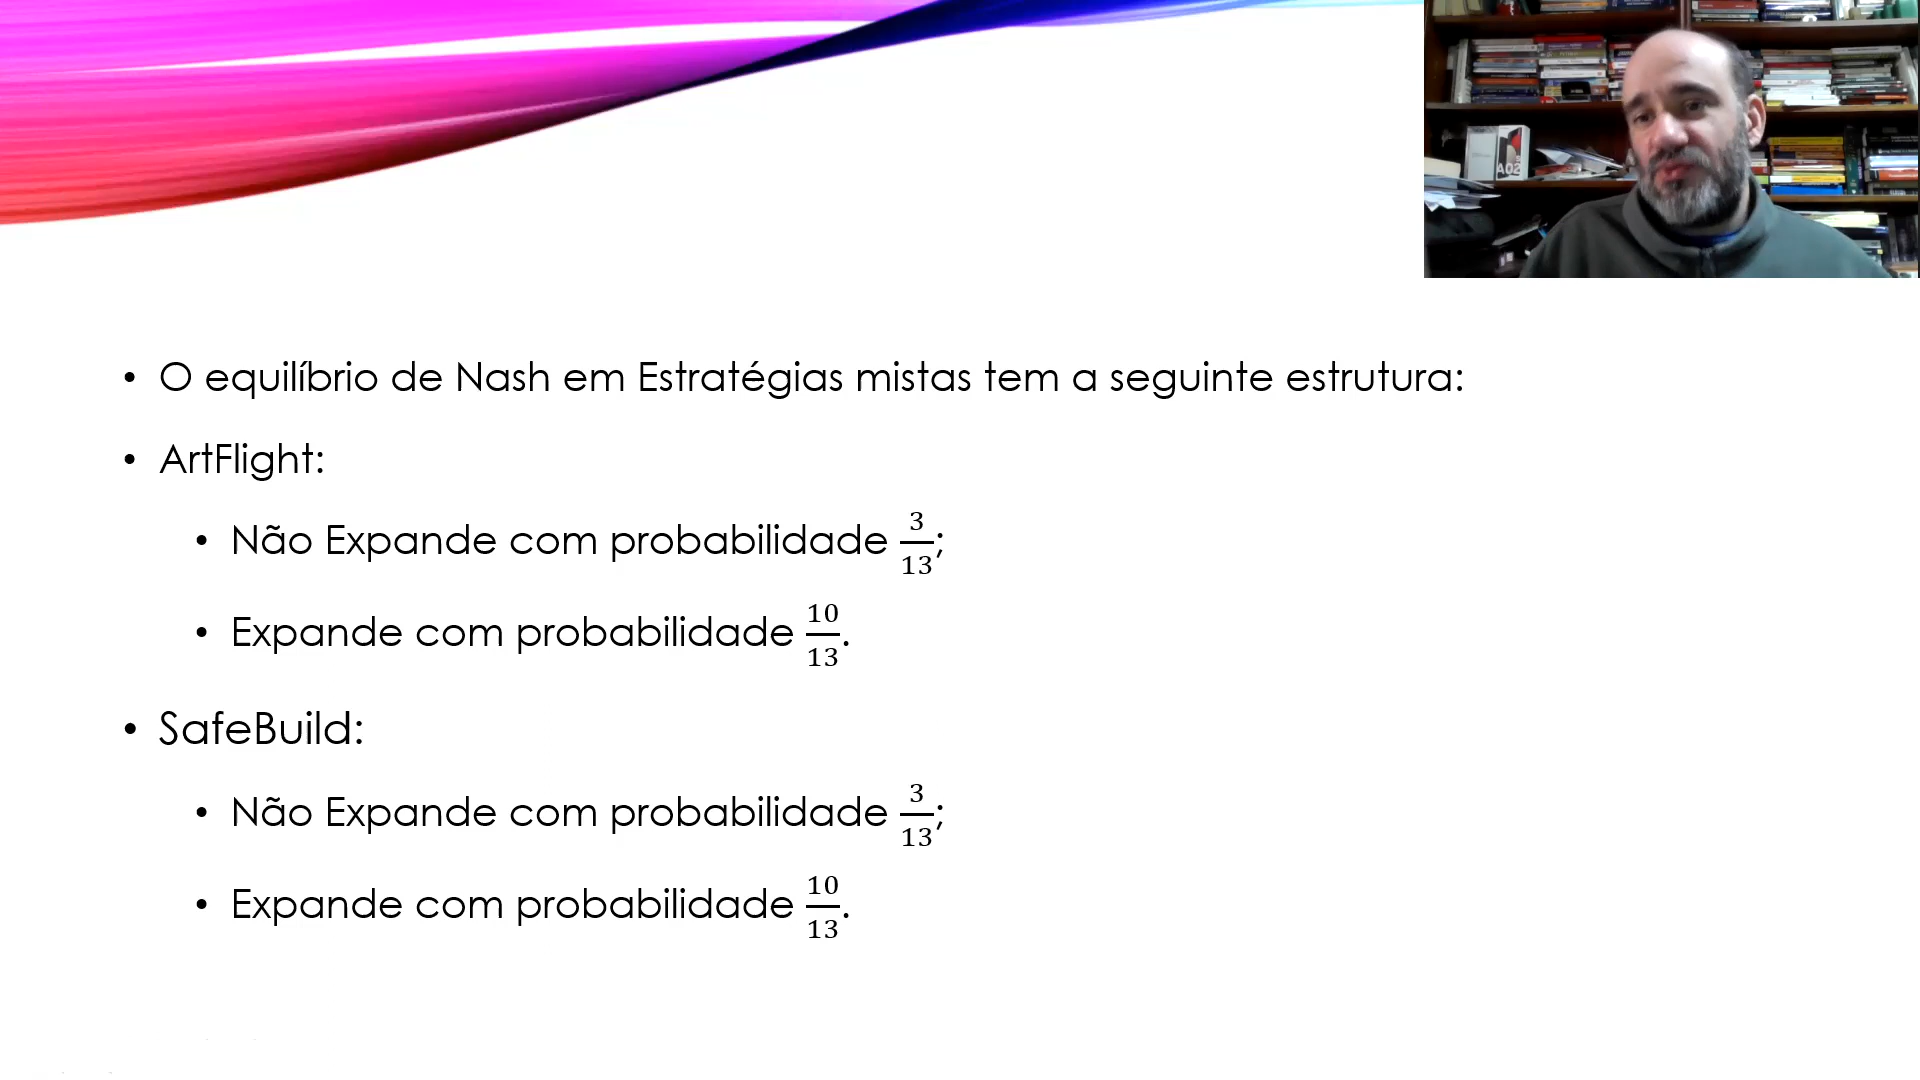 A02
• O equilíbrio de Nash em Estratégias mistas tem a seguinte estrutura:
• ArtFlight:
• Não Expande com probabilidade 3/13;
• Expande com probabilidade 10/13.
• SafeBuild:
• Não Expande com probabilidade 3/13;
• Expande com probabilidade 10/13.